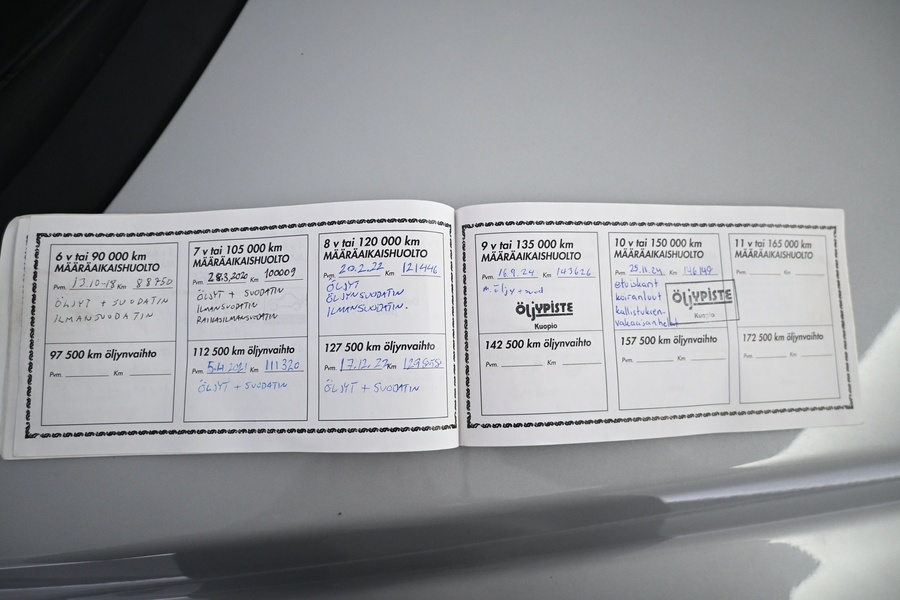 6 v tai 90 000 km
MÄÄRÄAIKAISHUOLTO
Pvm. 13.10-18 Km 88750
ÖLJYT + SUODATIN
ILMANSUODATIN
97 500 km öljynvaihto
Pvm. Km
7 v tai 105 000 km
MÄÄRÄAIKAISHUOLTO
Pvm. 28.3.2020 Km 100009
ÖLJYT + SUODATIN
ILMANSUODATIN
RAITISILMANSUODATIN
112 500 km öljynvaihto
Pvm. 5.4.2021 Km 111320
ÖLJYT + SUODATIN
8 v tai 120 000 km
MÄÄRÄAIKAISHUOLTO
Pvm. 20.2.22 Km 121446
ÖLJYT
ÖLJYNSUODATIN
ILMANSUODATIN.
127 500 km öljynvaihto
Pvm. 17.12.22 Km
ÖLJYT + SUODATIN
9 v tai 135 000 km
MÄÄRÄAIKAISHUOLTO
Pvm. 16.9.24 Km 143626
m. öljy + suod
ÖljYPISTE
Kuopio
142 500 km öljynvaihto
Pvm. Km
10 v tai 150 000 km
MÄÄRÄAIKAISHUOLTO
Pvm. 25.11.24 Km
etuiskarit
koiranluut
kallistuksen-
ÖljYPISTE
Kuopio
157 500 km öljynvaihto
Pvm. Km
11 v tai 165 000 km
MÄÄRÄAIKAISHUOLTO
Pvm. Km
172 500 km öljynvaihto
Pvm. Km